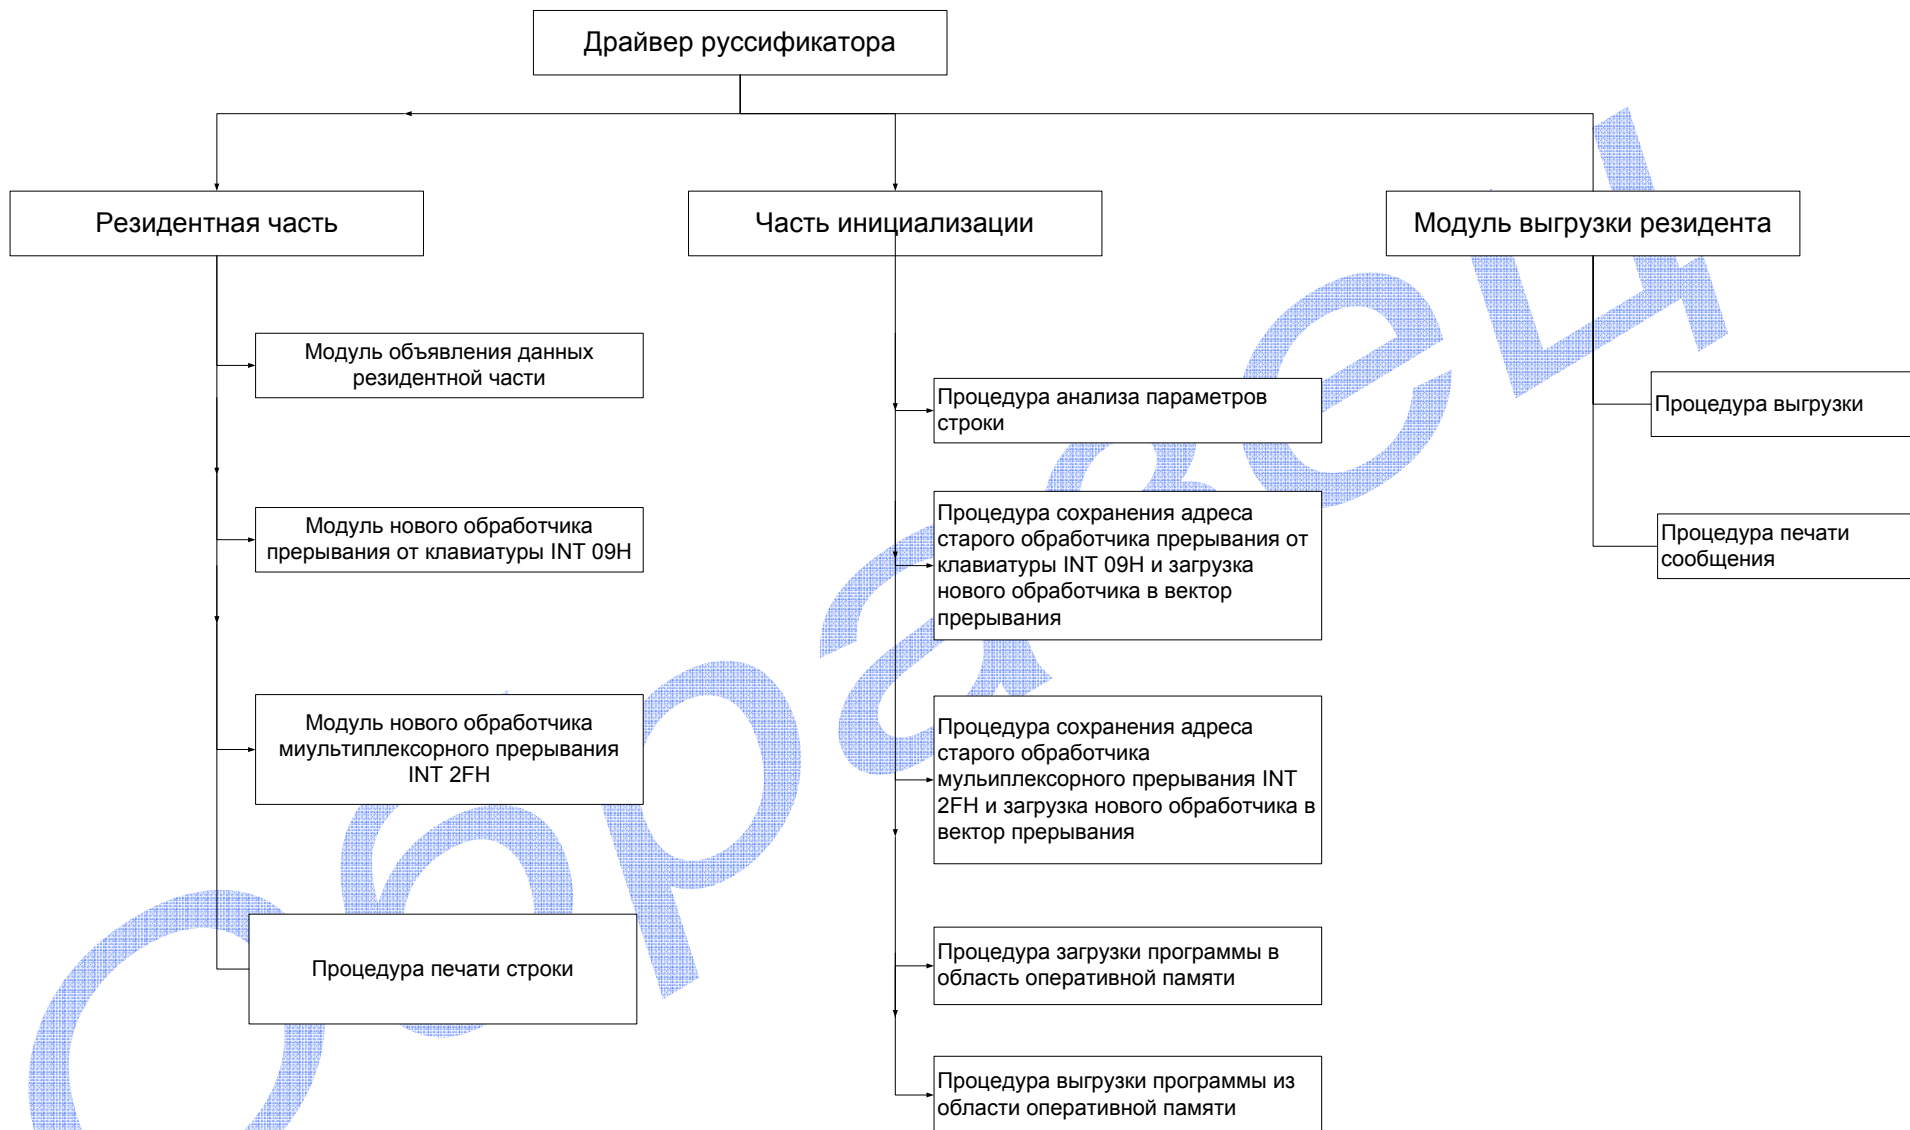 Драйвер руссификатора
Резидентная часть
Часть инициализации
Модуль выгрузки резидента
Модуль объявления данных
резидентной части
Модуль нового обработчика
прерывания от клавиатуры INT 09H
Модуль нового обработчика
миультиплексорного прерывания
INT 2FH
Процедура печати строки
Процедура анализа параметров
строки
Процедура сохранения адреса
старого обработчика прерывания от
клавиатуры INT 09H и загрузка
нового обработчика в вектор
прерывания
Процедура сохранения адреса
старого обработчика
мульиплексорного прерывания INT
2FH и загрузка нового обработчика в
вектор прерывания
Процедура загрузки программы в
область оперативной памяти
Процедура выгрузки программы из
области оперативной памяти
Процедура выгрузки
Процедура печати
сообщения
Образец